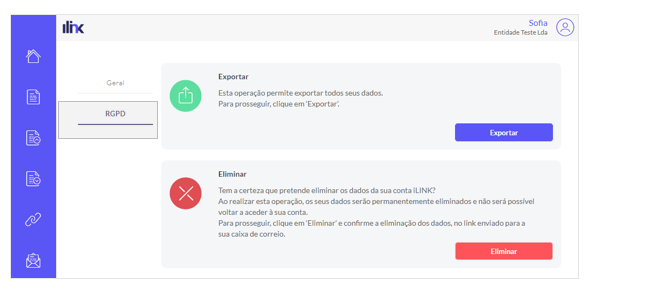 ilink
Sofia
Entidade Teste Lda
Geral
RGPD
Exportar
Esta operação permite exportar todos seus dados.
Para prosseguir, clique em 'Exportar'.
Exportar
Eliminar
Tem a certeza que pretende eliminar os dados da sua conta ILINK?
Ao realizar esta operação, os seus dados serão permanentemente eliminados e não será possível
voltar a aceder à sua conta.
Para prosseguir, clique em 'Eliminar' e confirme a eliminação dos dados, no link enviado para a
sua caixa de correio.
Eliminar